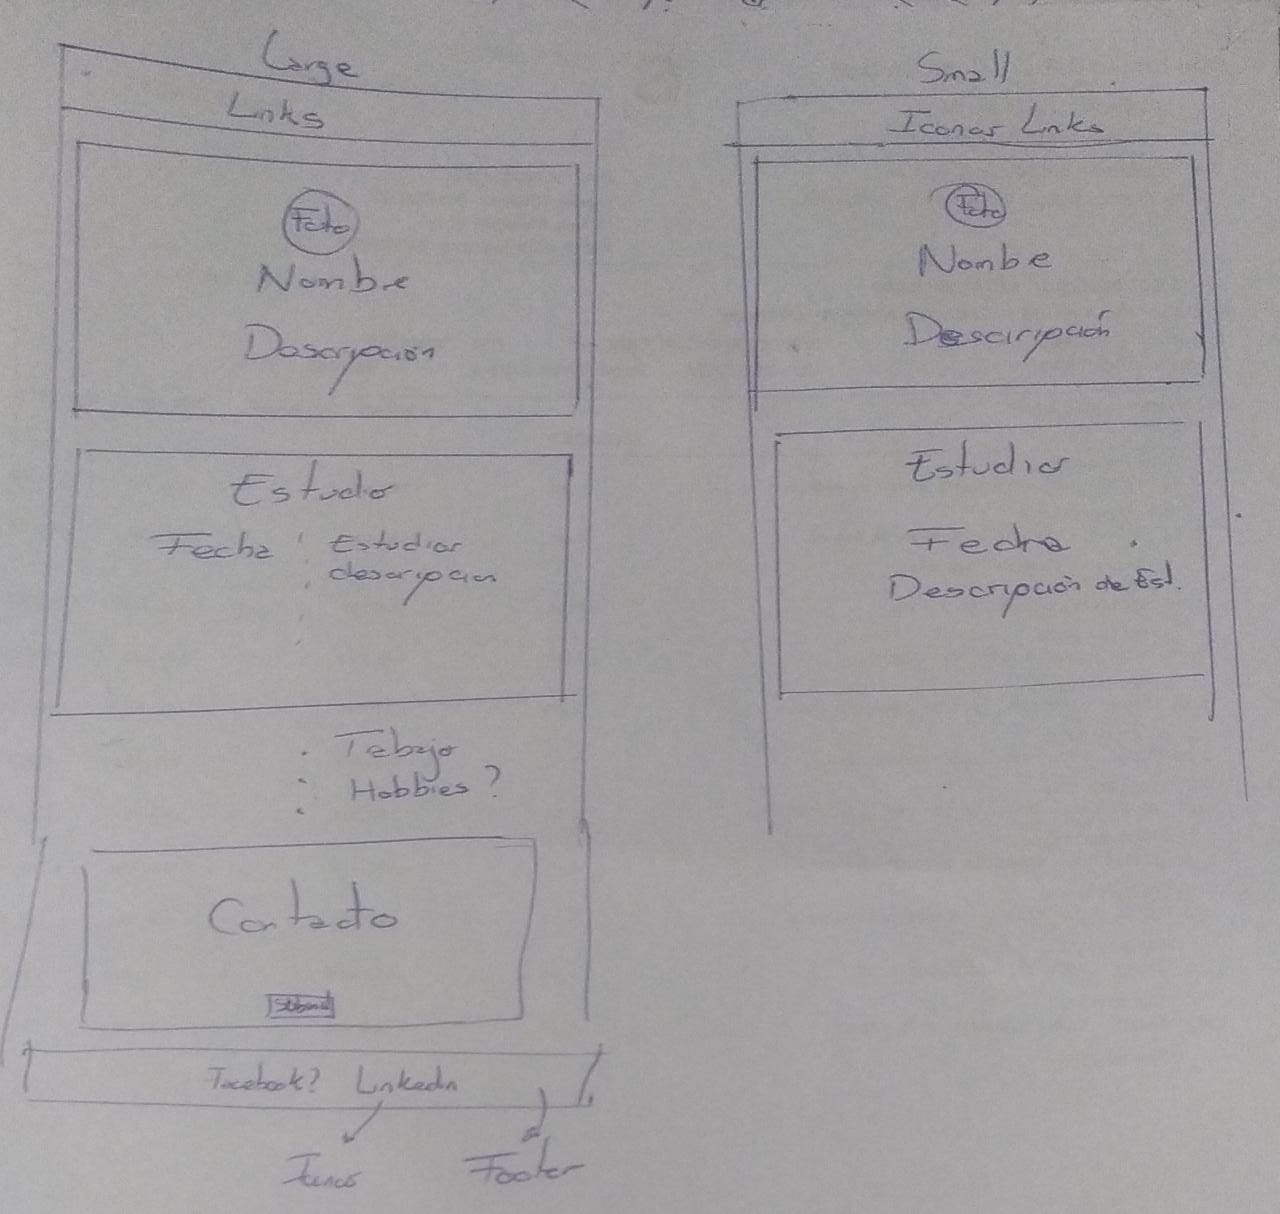 Large
Links
Foto
Nombre
Descripción
Estudio
Fecha : Estudios
descripcion
Trabajo
Hobbies ?
Contacto
Submit
Facebook? Linkedin
Iconos
Footer
Small
Iconos Links
Foto
Nombe
Descirpción
Estudios
Fecha
Descripción de Est.